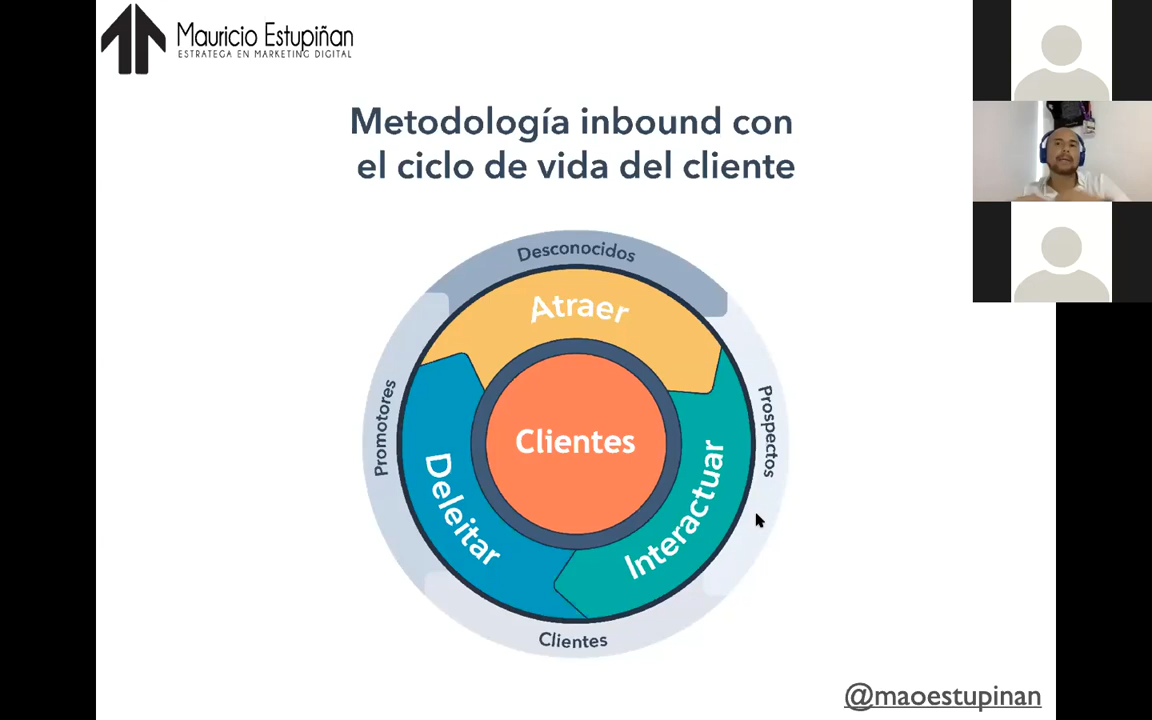 Mauricio Estupiñan
ESTRATEGA EN MARKETING DIGITAL
Metodología inbound con
el ciclo de vida del cliente
Desconocidos
Atraer
Promotores
Prospectos
Clientes
Deleitar
Interactuar
Clientes
@maoestupinan